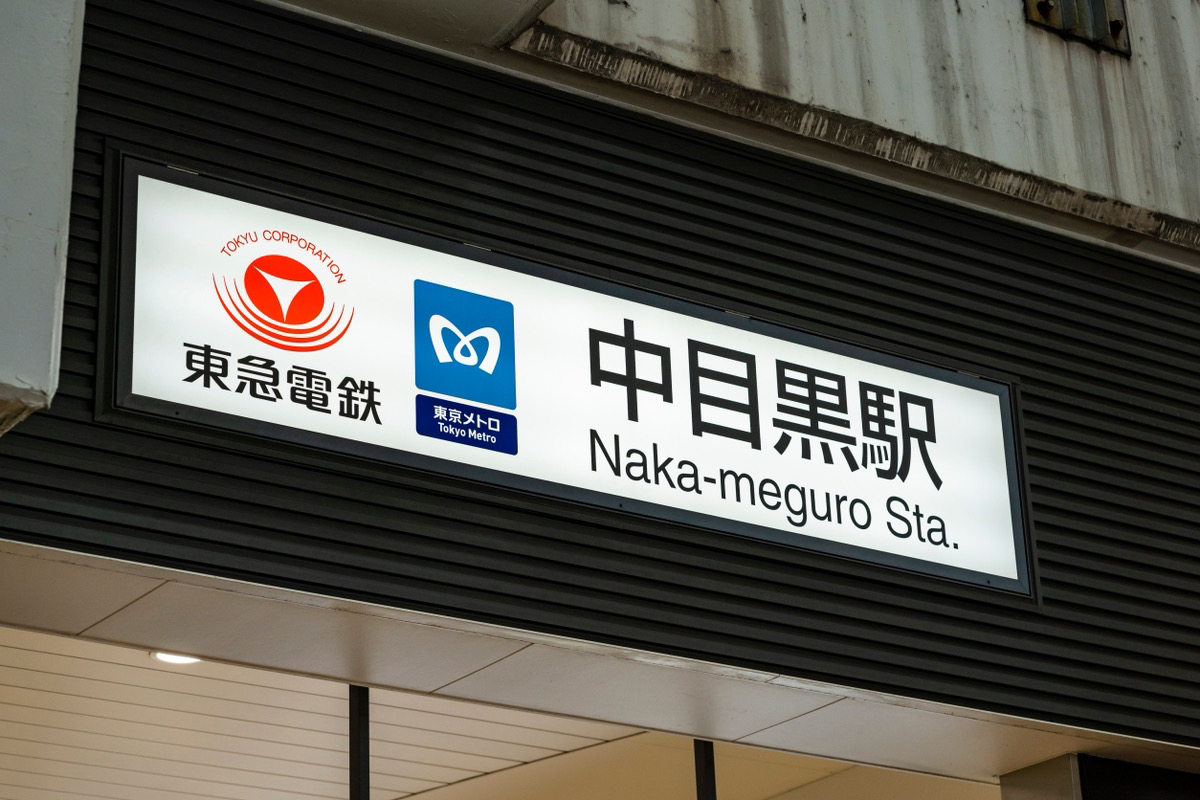 TOKYU CORPORATION
東急電鉄
東京メトロ
Tokyo Metro
中目黒駅
Naka-meguro Sta.